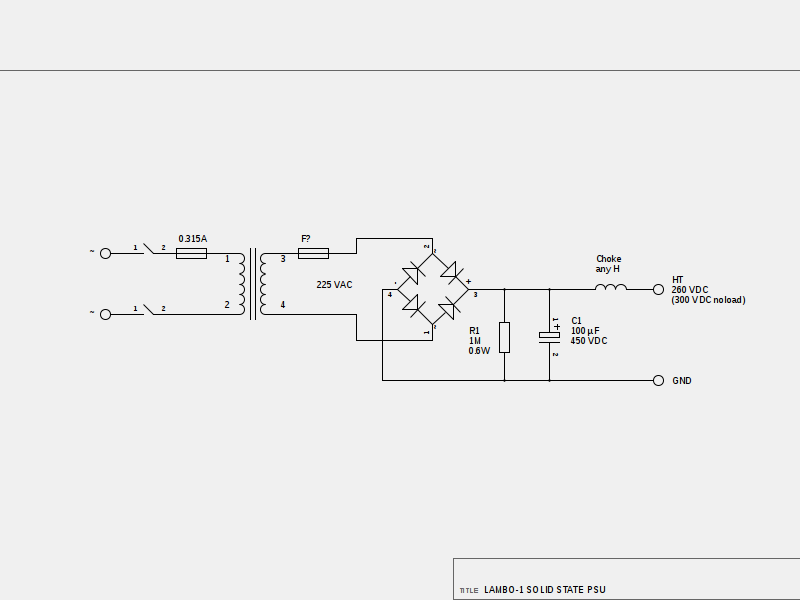 ~ 1 2 0.315A
1
2
~ 1 2
F?
3
4
225 VAC
2 ~
- +
4 3
1 ~
R1
1M
0.6W
1 +
2
C1
100 µF
450 VDC
Choke
any H
HT
260 VDC
(300 VDC no load)
GND
TITLE LAMBO-1 SOLID STATE PSU